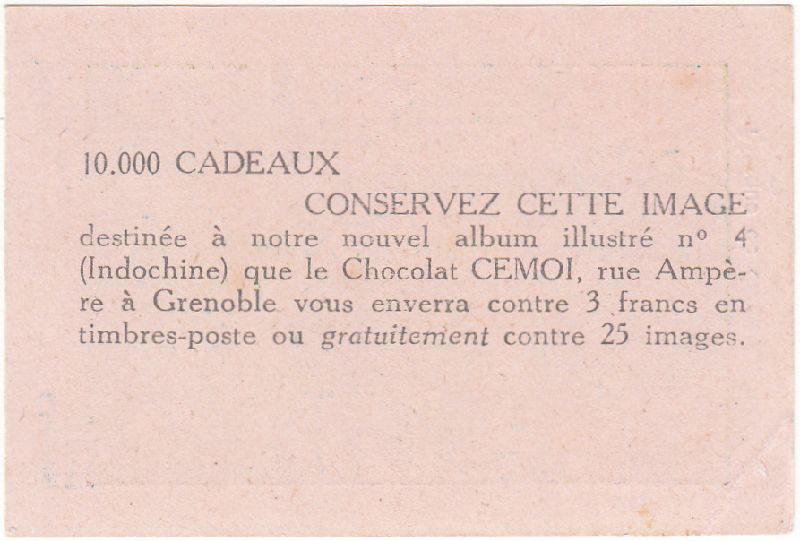 10.000 CADEAUX
CONSERVEZ CETTE IMAGE
destinée à notre nouvel album illustré nº 4
(Indochine) que le Chocolat CEMOI, rue Ampè-
re à Grenoble vous enverra contre 3 francs en
timbres-poste ou gratuitement contre 25 images.